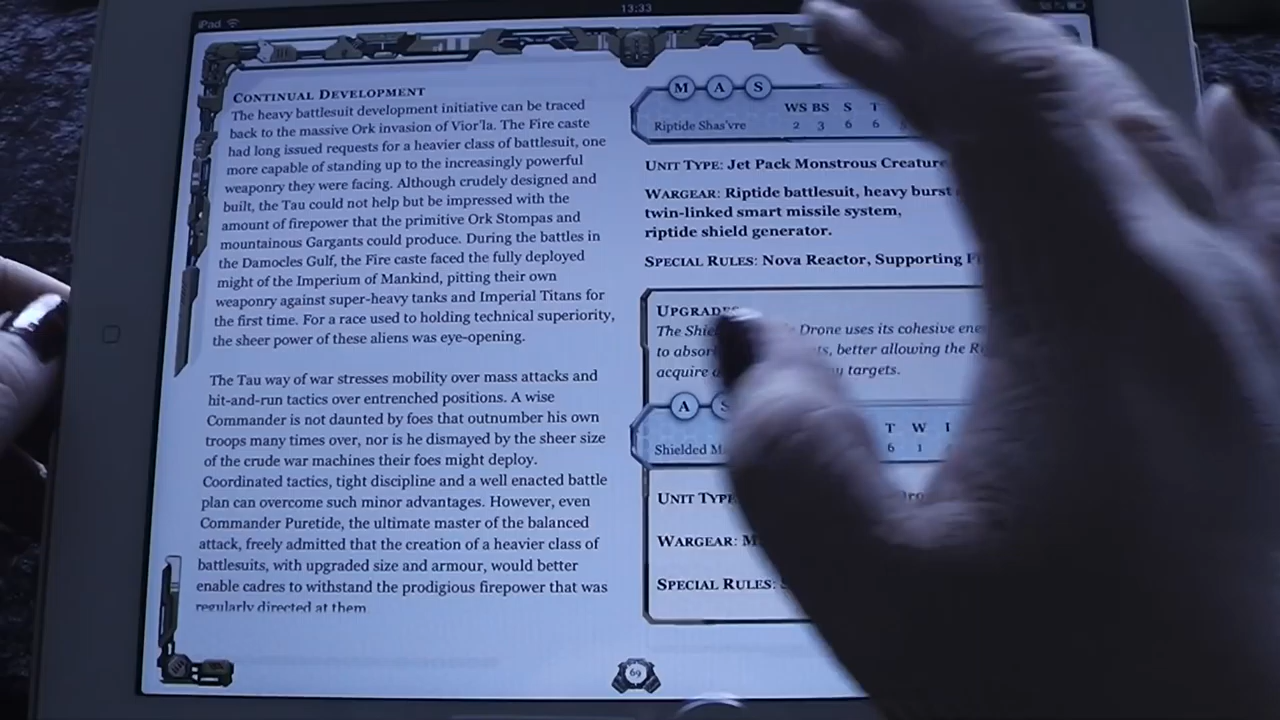 iPad
13:33
CONTINUAL DEVELOPMENT
The heavy battlesuit development initiative can be traced
back to the massive Ork invasion of Vior'la. The Fire caste
had long issued requests for a heavier class of battlesuit, one
more capable of standing up to the increasingly powerful
weaponry they were facing. Although crudely designed and
built, the Tau could not help but be impressed with the
amount of firepower that the primitive Ork Stompas and
mountainous Gargants could produce. During the battles in
the Damocles Gulf, the Fire caste faced the fully deployed
might of the Imperium of Mankind, pitting their own
weaponry against super-heavy tanks and Imperial Titans for
the first time. For a race used to holding technical superiority,
the sheer power of these aliens was eye-opening.
The Tau way of war stresses mobility over mass attacks and
hit-and-run tactics over entrenched positions. A wise
Commander is not daunted by foes that outnumber his own
troops many times over, nor is he dismayed by the sheer size
of the crude war machines their foes might deploy.
Coordinated tactics, tight discipline and a well enacted battle
plan can overcome such minor advantages. However, even
Commander Puretide, the ultimate master of the balanced
attack, freely admitted that the creation of a heavier class of
battlesuits, with upgraded size and armour, would better
enable cadres to withstand the prodigious firepower that was
regularly directed at them
M A S
WS BS S T
Riptide Shas'vre 2 3 6 6
UNIT TYPE: Jet Pack Monstrous Creature
WARGEAR: Riptide battlesuit, heavy burst
twin-linked smart missile system,
riptide shield generator.
SPECIAL RULES: Nova Reactor, Supporting
UPGRADES
The Drone uses its cohesive
to better allowing the
acquire targets.
A
T W I
Shielded 6 1
UNIT TYPE
WARGEAR:
SPECIAL RULES:
69